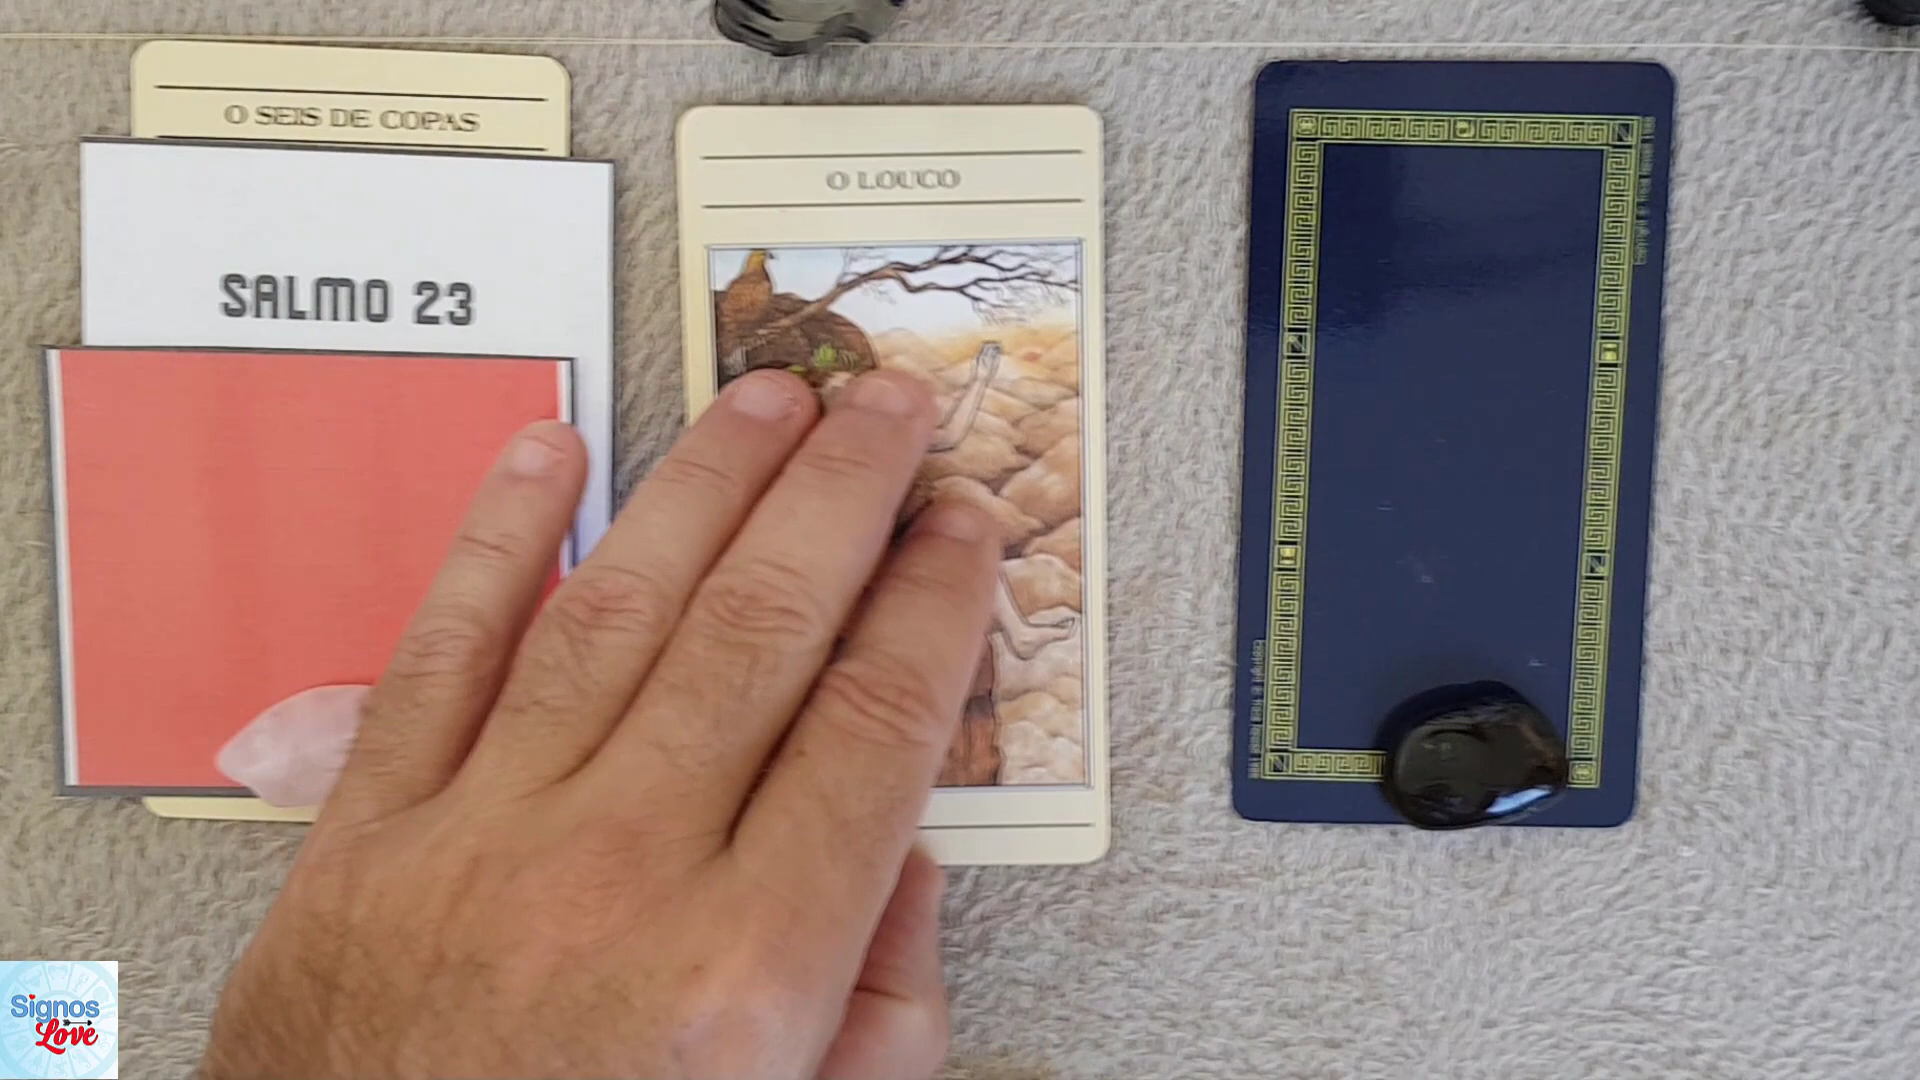 O SEIS DE COPAS
SALMO 23
O LOUCO
Signos
Love